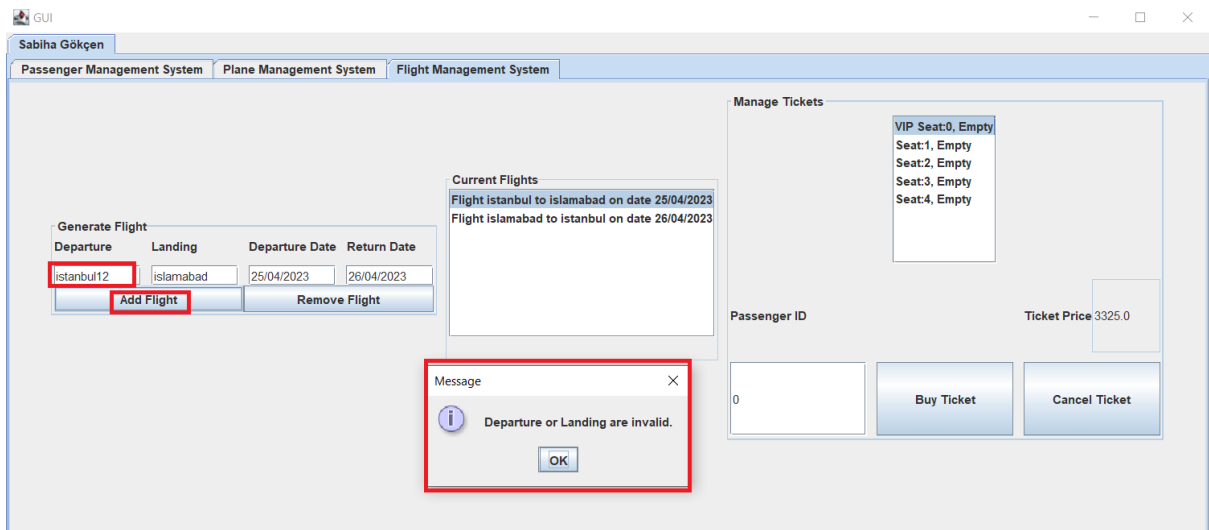 GUI
Sabiha Gökçen
Passenger Management System Plane Management System Flight Management System
Generate Flight
Departure Landing Departure Date Return Date
istanbul12 islamabad 25/04/2023 26/04/2023
Add Flight Remove Flight
Current Flights
Flight istanbul to islamabad on date 25/04/2023
Flight islamabad to istanbul on date 26/04/2023
Manage Tickets
VIP Seat:0, Empty
Seat:1, Empty
Seat:2, Empty
Seat:3, Empty
Seat:4, Empty
Passenger ID Ticket Price 3325.0
0 Buy Ticket Cancel Ticket
Message
Departure or Landing are invalid.
OK